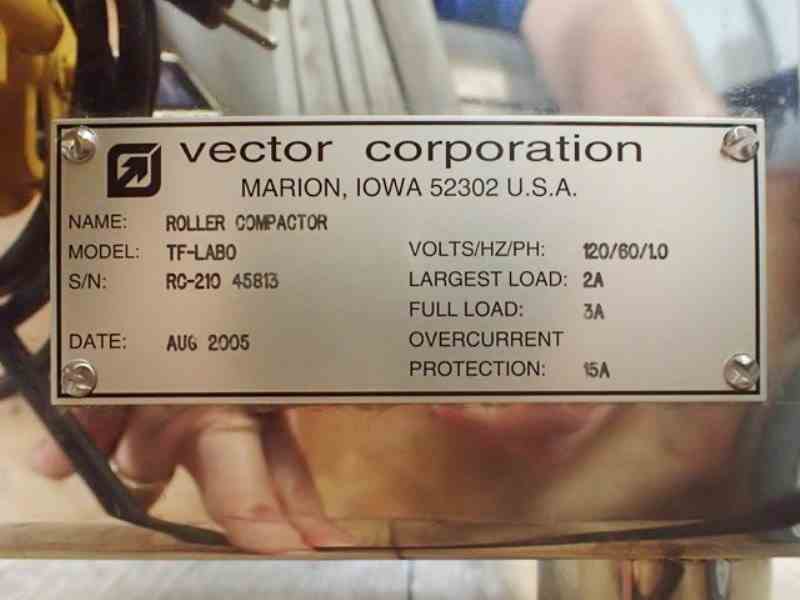 vector corporation
MARION, IOWA 52302 U.S.A.
NAME: ROLLER COMPACTOR
MODEL: TF-LABO VOLTS/HZ/PH: 120/60/1.0
S/N: RC-210 45813 LARGEST LOAD: 2A
FULL LOAD: 3A
DATE: AUG 2005 OVERCURRENT
PROTECTION: 15A